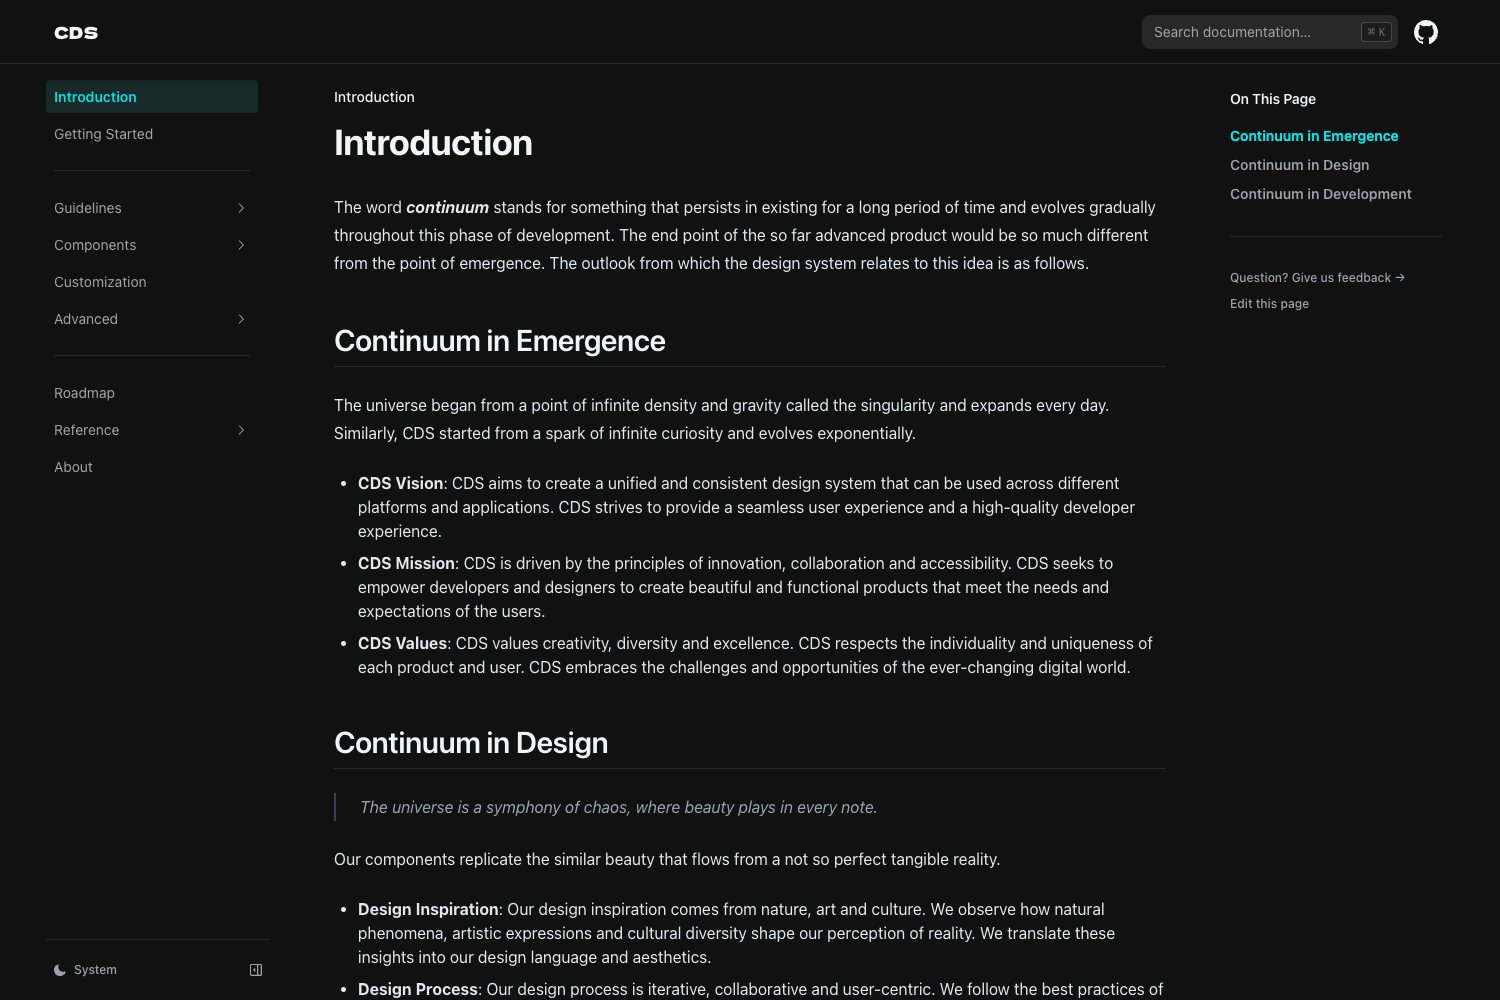 CDS
Search documentation...
⌘ K
Introduction
Getting Started
Guidelines
Components
Customization
Advanced
Roadmap
Reference
About
System
Introduction
Introduction
The word continuum stands for something that persists in existing for a long period of time and evolves gradually
throughout this phase of development. The end point of the so far advanced product would be so much different
from the point of emergence. The outlook from which the design system relates to this idea is as follows.
Continuum in Emergence
The universe began from a point of infinite density and gravity called the singularity and expands every day.
Similarly, CDS started from a spark of infinite curiosity and evolves exponentially.
• CDS Vision: CDS aims to create a unified and consistent design system that can be used across different
platforms and applications. CDS strives to provide a seamless user experience and a high-quality developer
experience.
• CDS Mission: CDS is driven by the principles of innovation, collaboration and accessibility. CDS seeks to
empower developers and designers to create beautiful and functional products that meet the needs and
expectations of the users.
• CDS Values: CDS values creativity, diversity and excellence. CDS respects the individuality and uniqueness of
each product and user. CDS embraces the challenges and opportunities of the ever-changing digital world.
Continuum in Design
The universe is a symphony of chaos, where beauty plays in every note.
Our components replicate the similar beauty that flows from a not so perfect tangible reality.
• Design Inspiration: Our design inspiration comes from nature, art and culture. We observe how natural
phenomena, artistic expressions and cultural diversity shape our perception of reality. We translate these
insights into our design language and aesthetics.
• Design Process: Our design process is iterative, collaborative and user-centric. We follow the best practices of
On This Page
Continuum in Emergence
Continuum in Design
Continuum in Development
Question? Give us feedback →
Edit this page